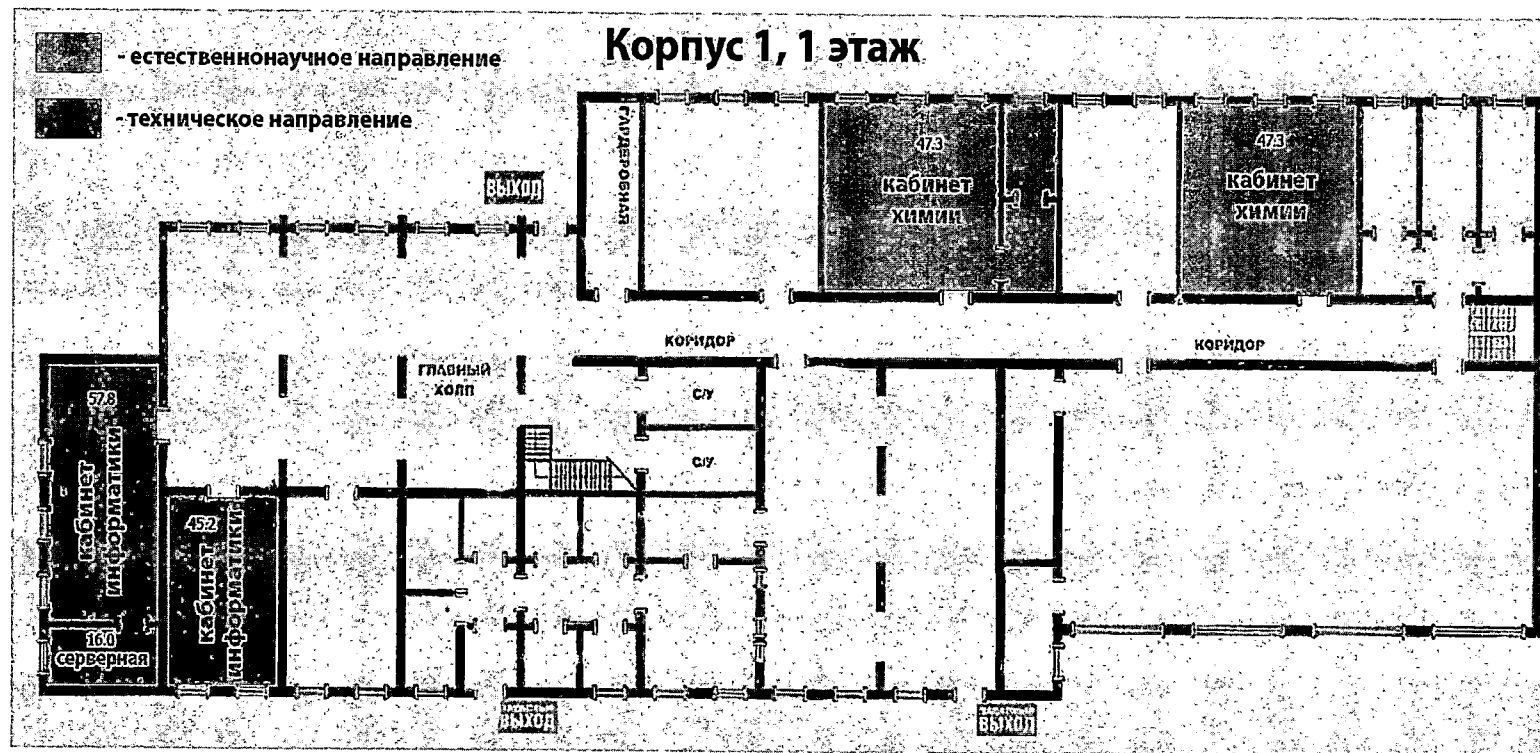 Корпус 1, 1 этаж
- естественнонаучное направление
- техническое направление
ГАРДЕРОБНАЯ
47.3
кабинет
химии
47.3
кабинет
химии
ВЫХОД
КОРИДОР
КОРИДОР
ГЛАВНЫЙ
ХОЛЛ
С/У
С/У
57.8
кабинет
информатики
45.2
кабинет
информатики
16.0
серверная
ВЫХОД
ВЫХОД